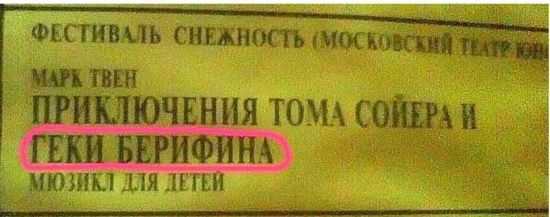 ФЕСТИВАЛЬ СНЕЖНОСТЬ (МОСКОВСКИЙ ТЕАТР
МАРК ТВЕН
ПРИКЛЮЧЕНИЯ ТОМА СОЙЕРА И
ГЕКИ БЕРИФИНА
МЮЗИКЛ ДЛЯ ДЕТЕЙ